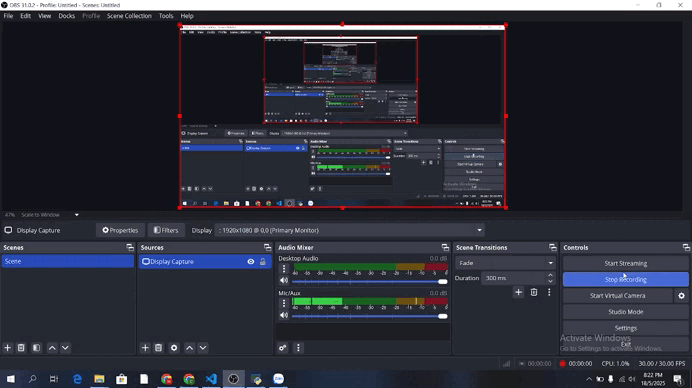 OBS 31.0.2 - Profile: Untitled - Scenes: Untitled
File Edit View Docks Profile Scene Collection Tools Help
47% Scale to Window
Display Capture Properties Filters Display : 1920x1080 @ 0,0 (Primary Monitor)
Scenes
Scene
Sources
Display Capture
Audio Mixer
Desktop Audio 0.0 dB
-60 -55 -50 -45 -40 -35 -30 -25 -20 -15 -10 -5 0
Mic/Aux 0.0 dB
-60 -55 -50 -45 -40 -35 -30 -25 -20 -15 -10 -5 0
Scene Transitions
Fade
Duration 300 ms
Controls
Start Streaming
Stop Recording
Start Virtual Camera
Studio Mode
Settings
Exit
Activate Windows
Go to Settings to activate Windows.
00:00:00 00:00:00 CPU: 1.0% 30.00 / 30.00 FPS
8:22 PM
18/5/2025